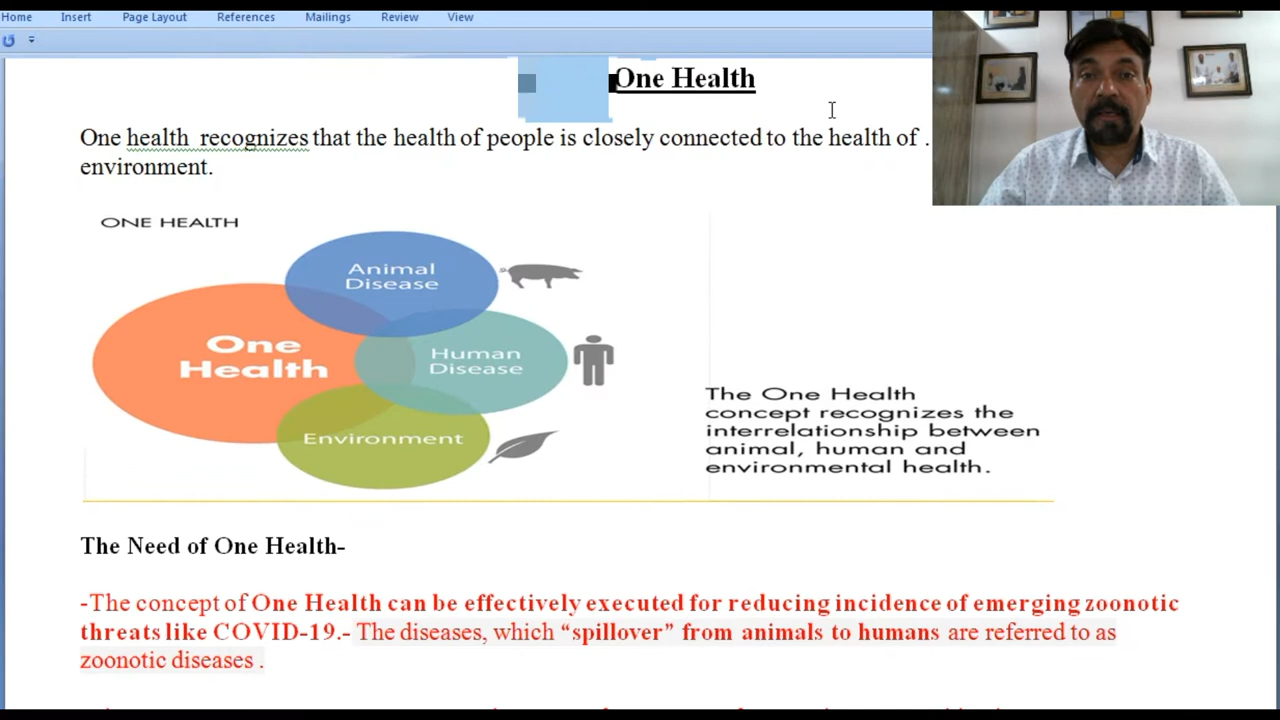 Home Insert Page Layout References Mailings Review View
One Health
One health recognizes that the health of people is closely connected to the health of .
environment.
ONE HEALTH
Animal
Disease
One
Health
Human
Disease
Environment
The One Health
concept recognizes the
interrelationship between
animal, human and
environmental health.
The Need of One Health-
-The concept of One Health can be effectively executed for reducing incidence of emerging zoonotic
threats like COVID-19.- The diseases, which “spillover” from animals to humans are referred to as
zoonotic diseases .